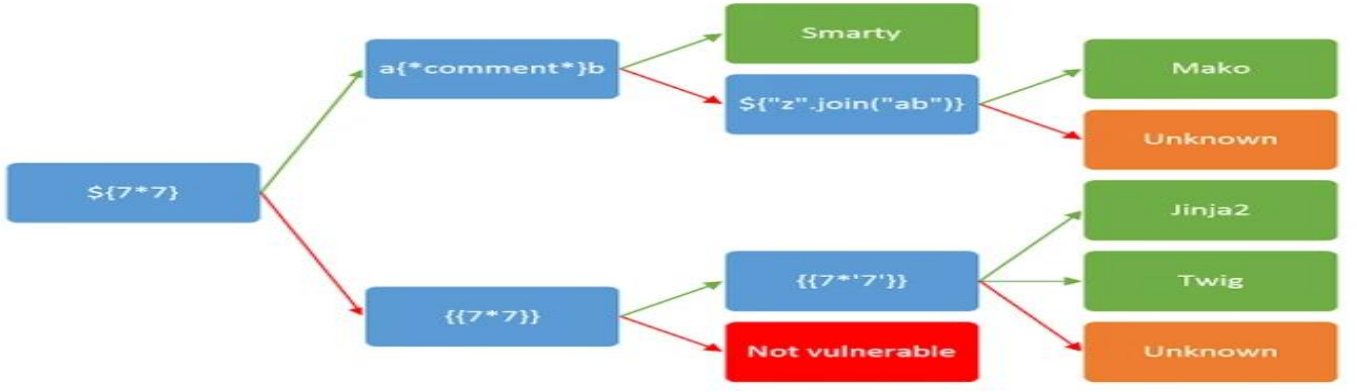 Smarty
a{*comment*}b
Mako
${"z".join("ab")}
Unknown
${7*7}
Jinja2
{{7*'7'}}
Twig
{{7*7}}
Not vulnerable
Unknown